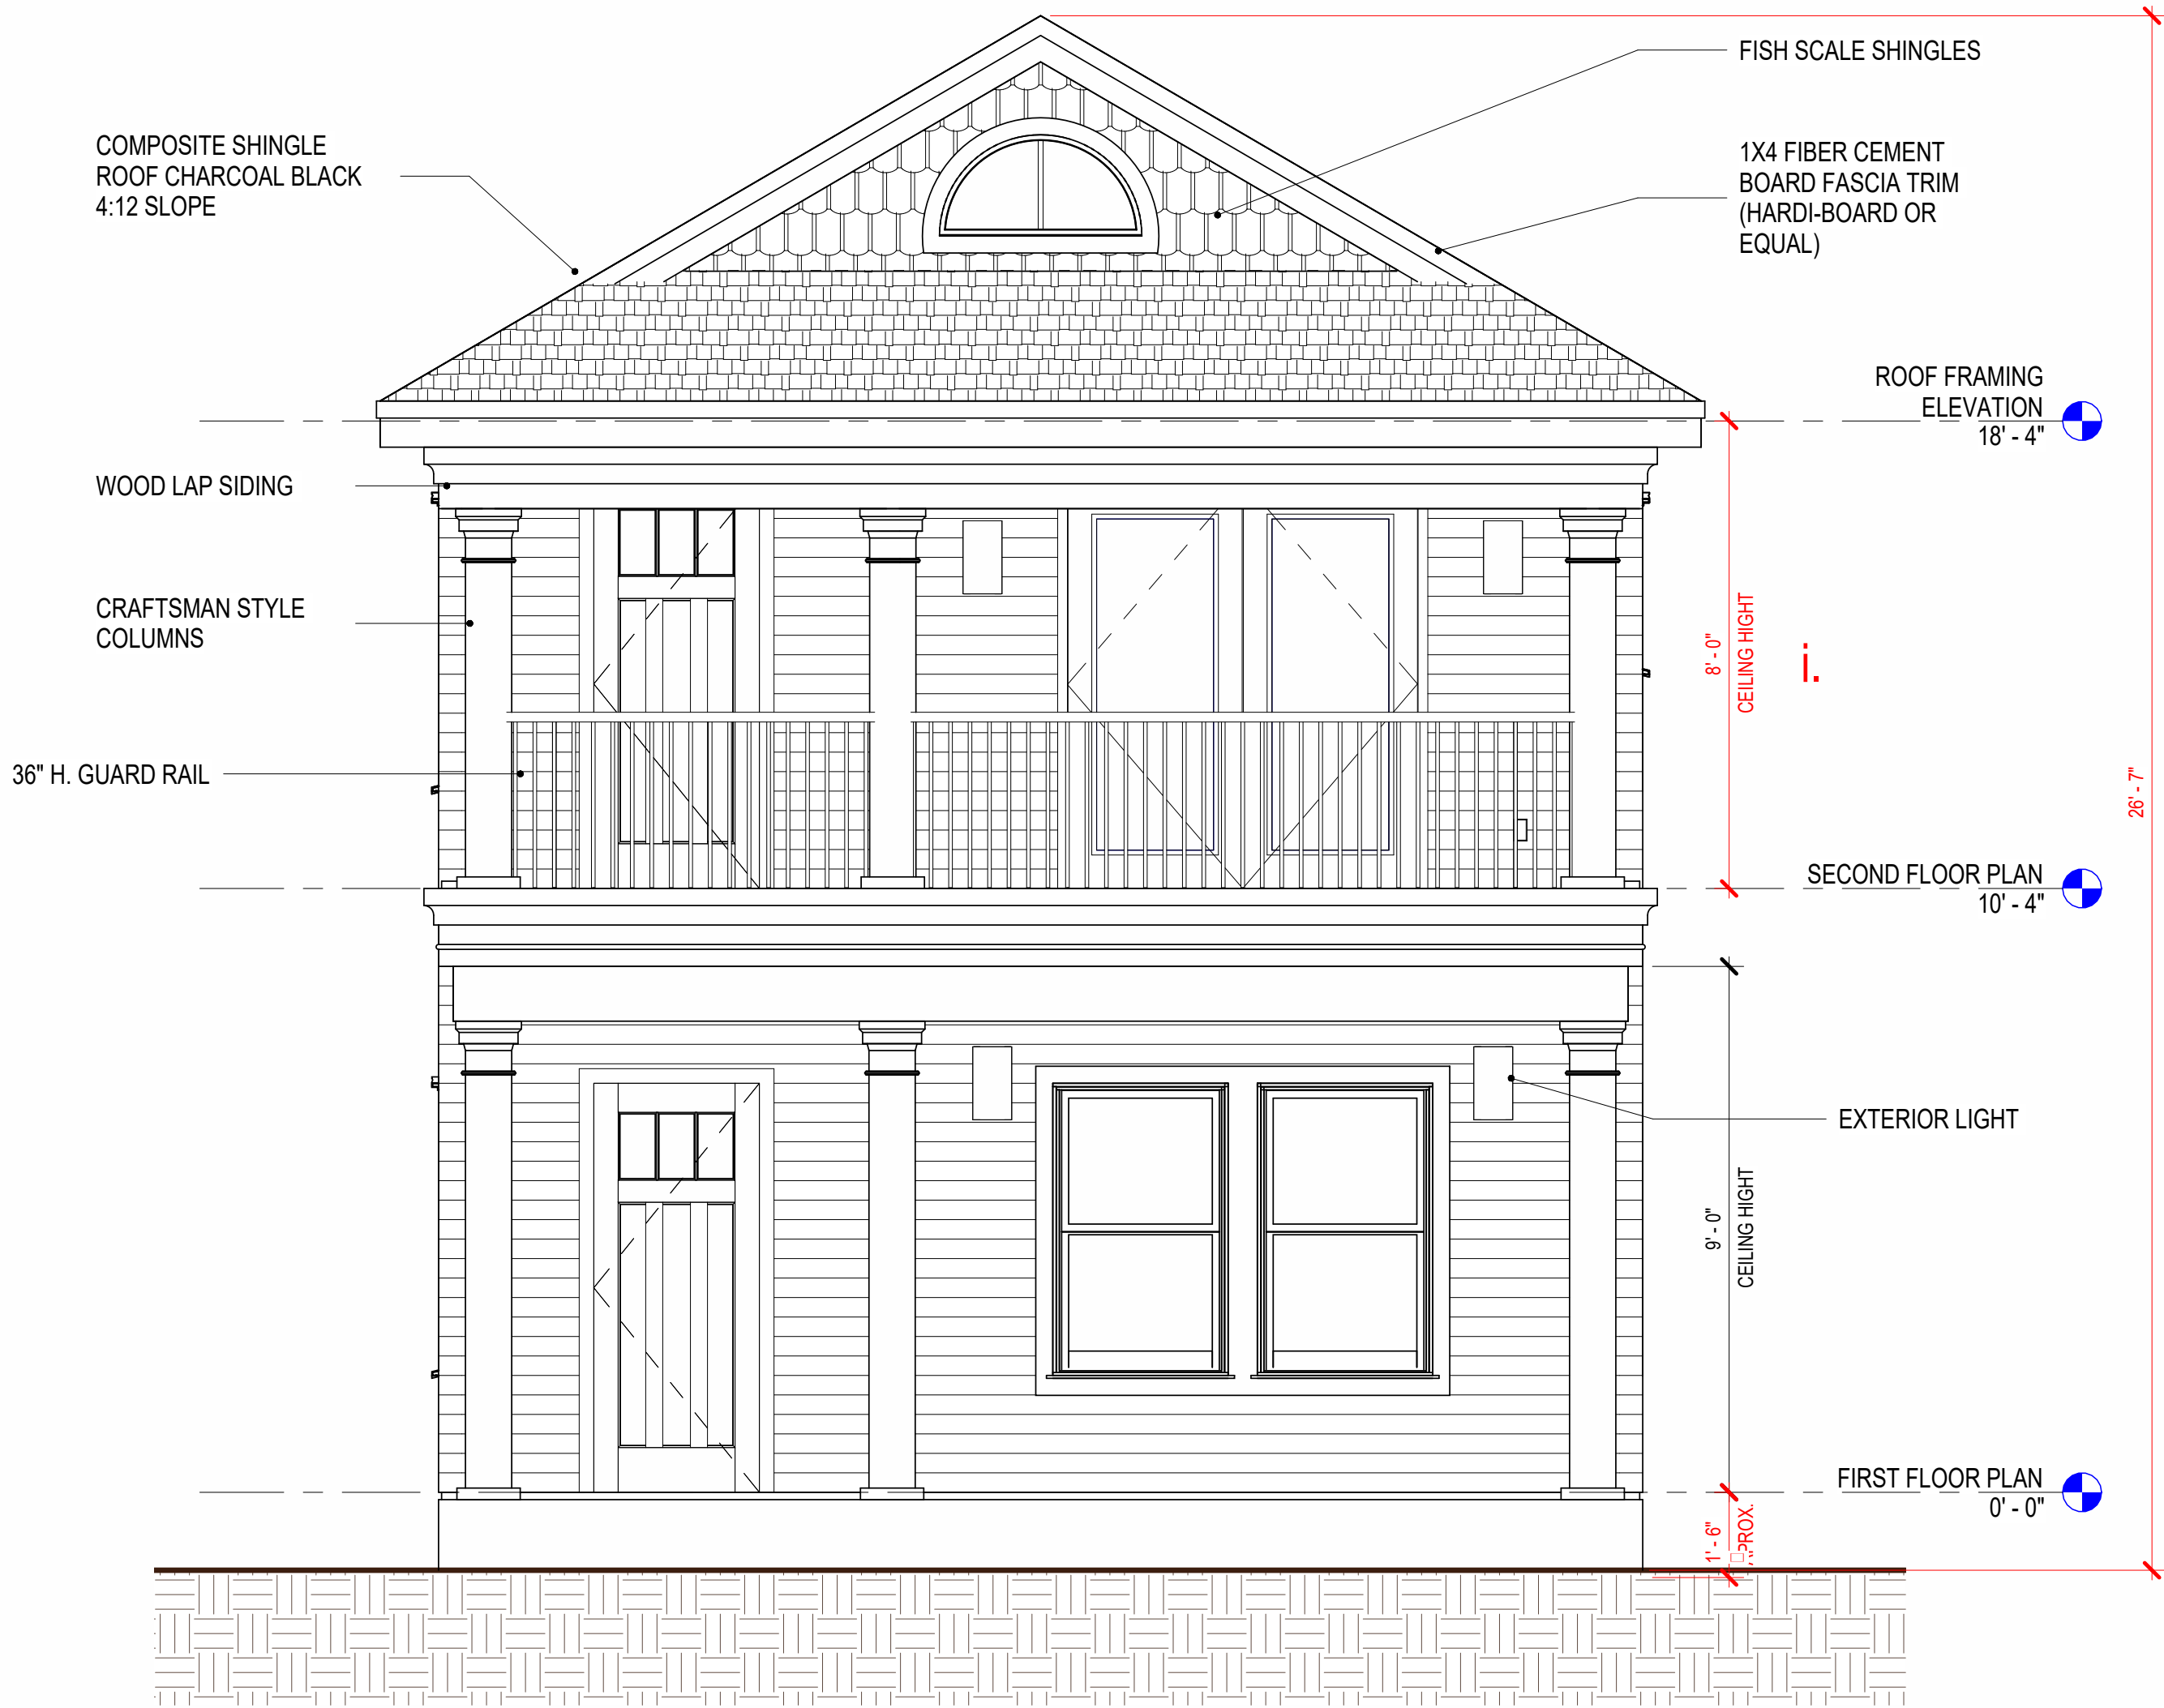 FISH SCALE SHINGLES
COMPOSITE SHINGLE
ROOF CHARCOAL BLACK
4:12 SLOPE
1X4 FIBER CEMENT
BOARD FASCIA TRIM
(HARDI-BOARD OR
EQUAL)
ROOF FRAMING
ELEVATION
18' - 4"
WOOD LAP SIDING
CRAFTSMAN STYLE
COLUMNS
8' - 0"
CEILING HIGHT
i.
36" H. GUARD RAIL
26' - 7"
SECOND FLOOR PLAN
10' - 4"
EXTERIOR LIGHT
9' - 0"
CEILING HIGHT
FIRST FLOOR PLAN
0' - 0"
1' - 6"